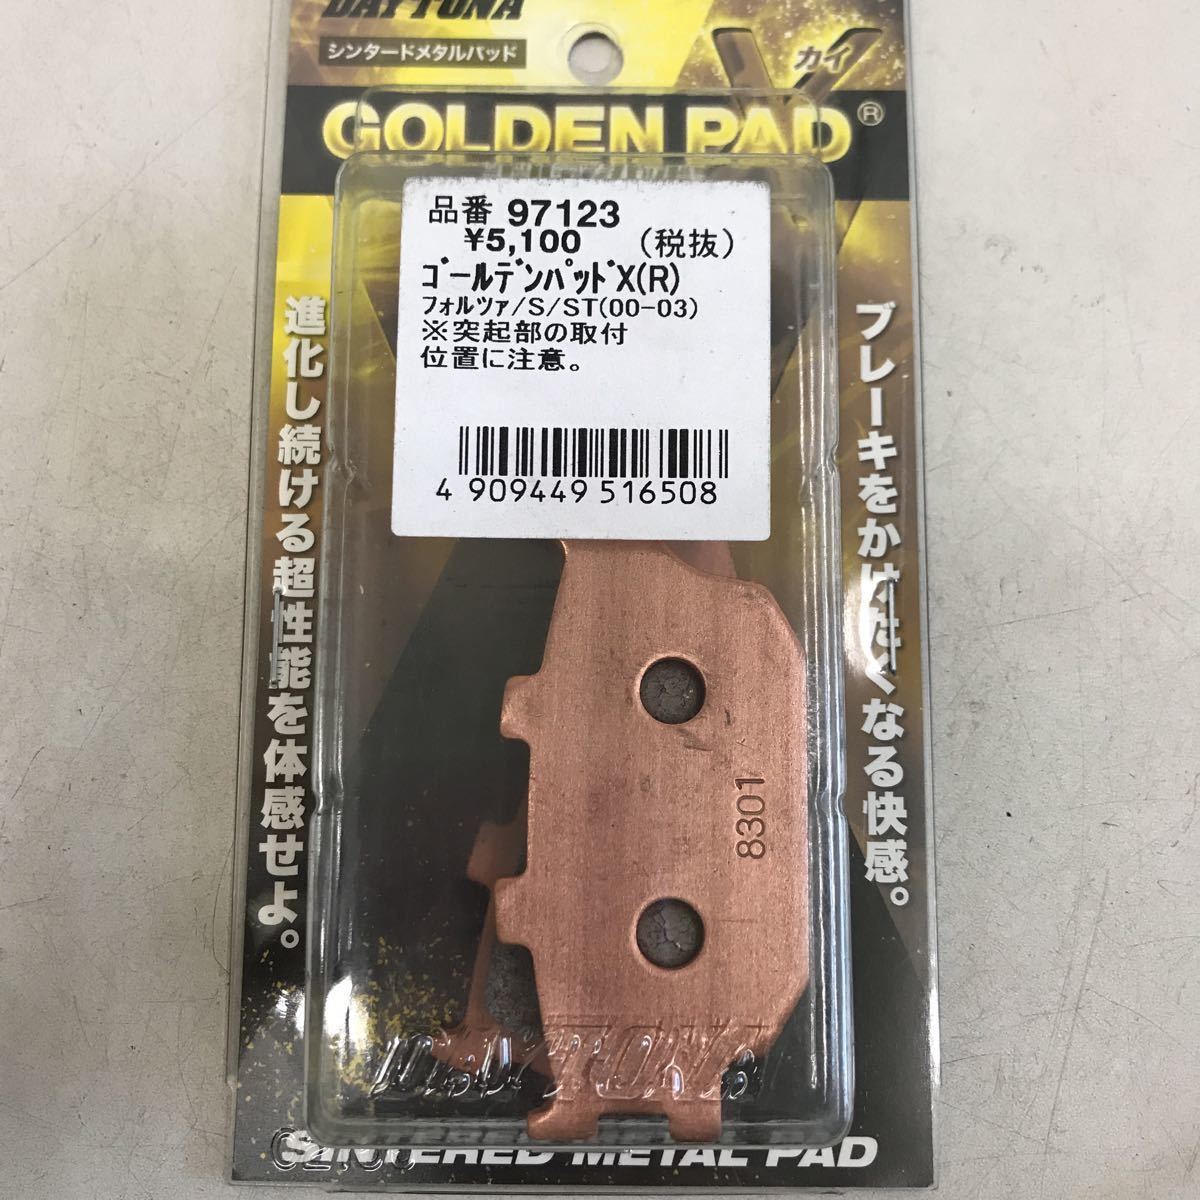 DAYTONA
シンタードメタルパッド
カイ
GOLDEN PAD®
品番 97123
¥5,100 (税抜)
ｺﾞｰﾙﾃﾞﾝﾊﾟｯﾄﾞX(R)
ﾌｫﾙﾂｧ/S/ST(00-03)
※突起部の取付
位置に注意。
4 909449 516508
進化し続ける超性能を体感せよ。
ブレーキをかけたくなる快感。
8301
DAYTONA
SINTERED METAL PAD